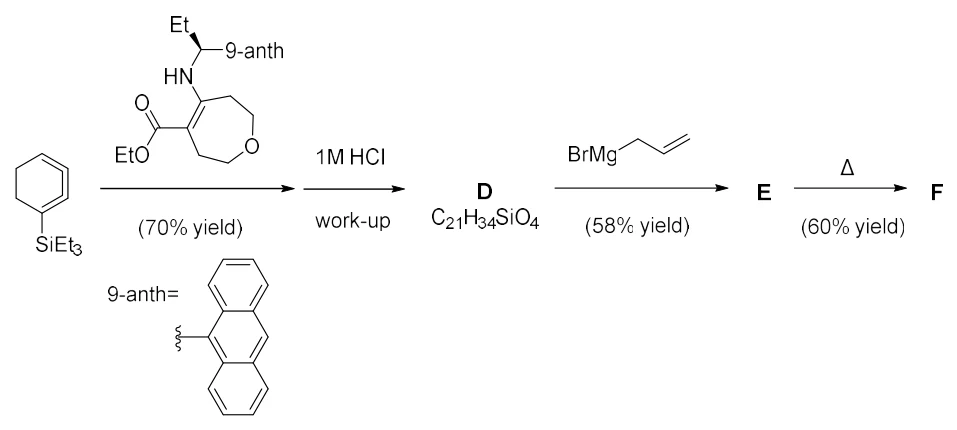 Et
9-anth
HN
O
EtO
O
1M HCl
work-up
(70% yield)
SiEt₃
9-anth=
D
C₂₁H₃₄SiO₄
BrMg
(58% yield)
E
Δ
(60% yield)
F